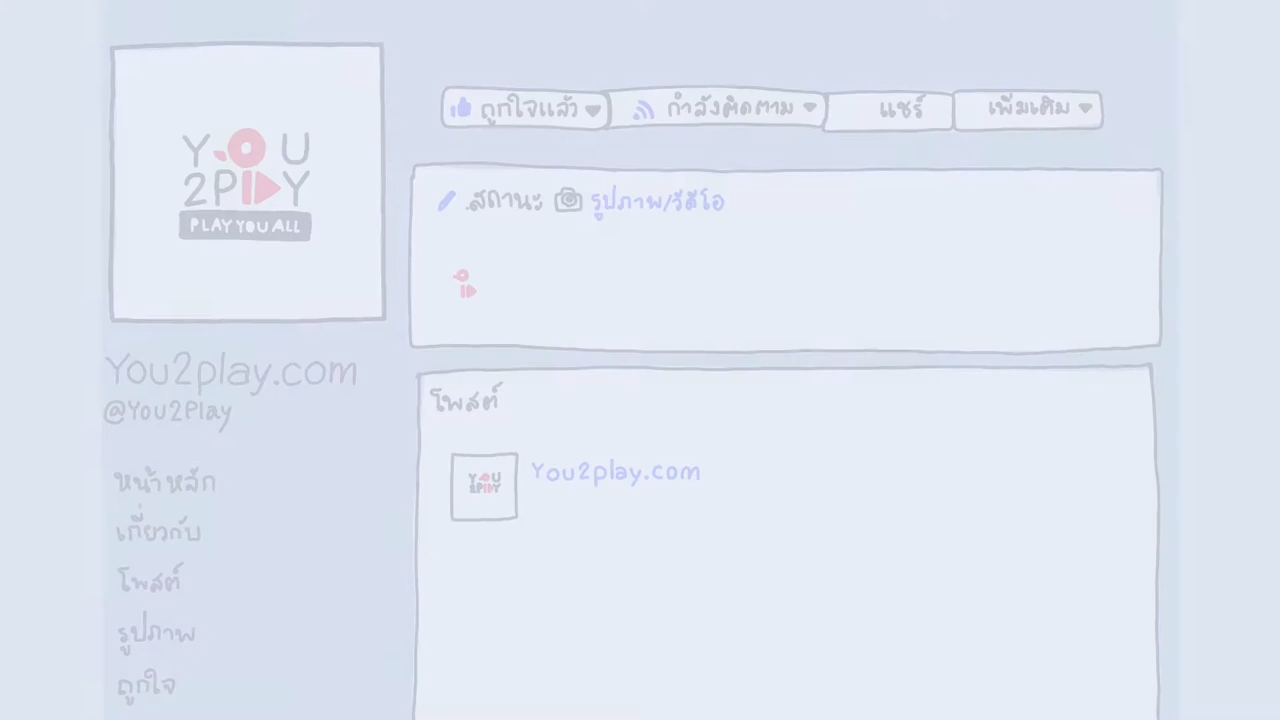 YOU
2PLAY
PLAY YOU ALL
ถูกใจแล้ว กำลังติดตาม แชร์ เพิ่มเติม
.สถานะ รูปภาพ/วีดีโอ
You2play.com
@You2Play
หน้าหลัก
เกี่ยวกับ
โพสต์
รูปภาพ
ถูกใจ
โพสต์
YOU
2PLAY
You2play.com